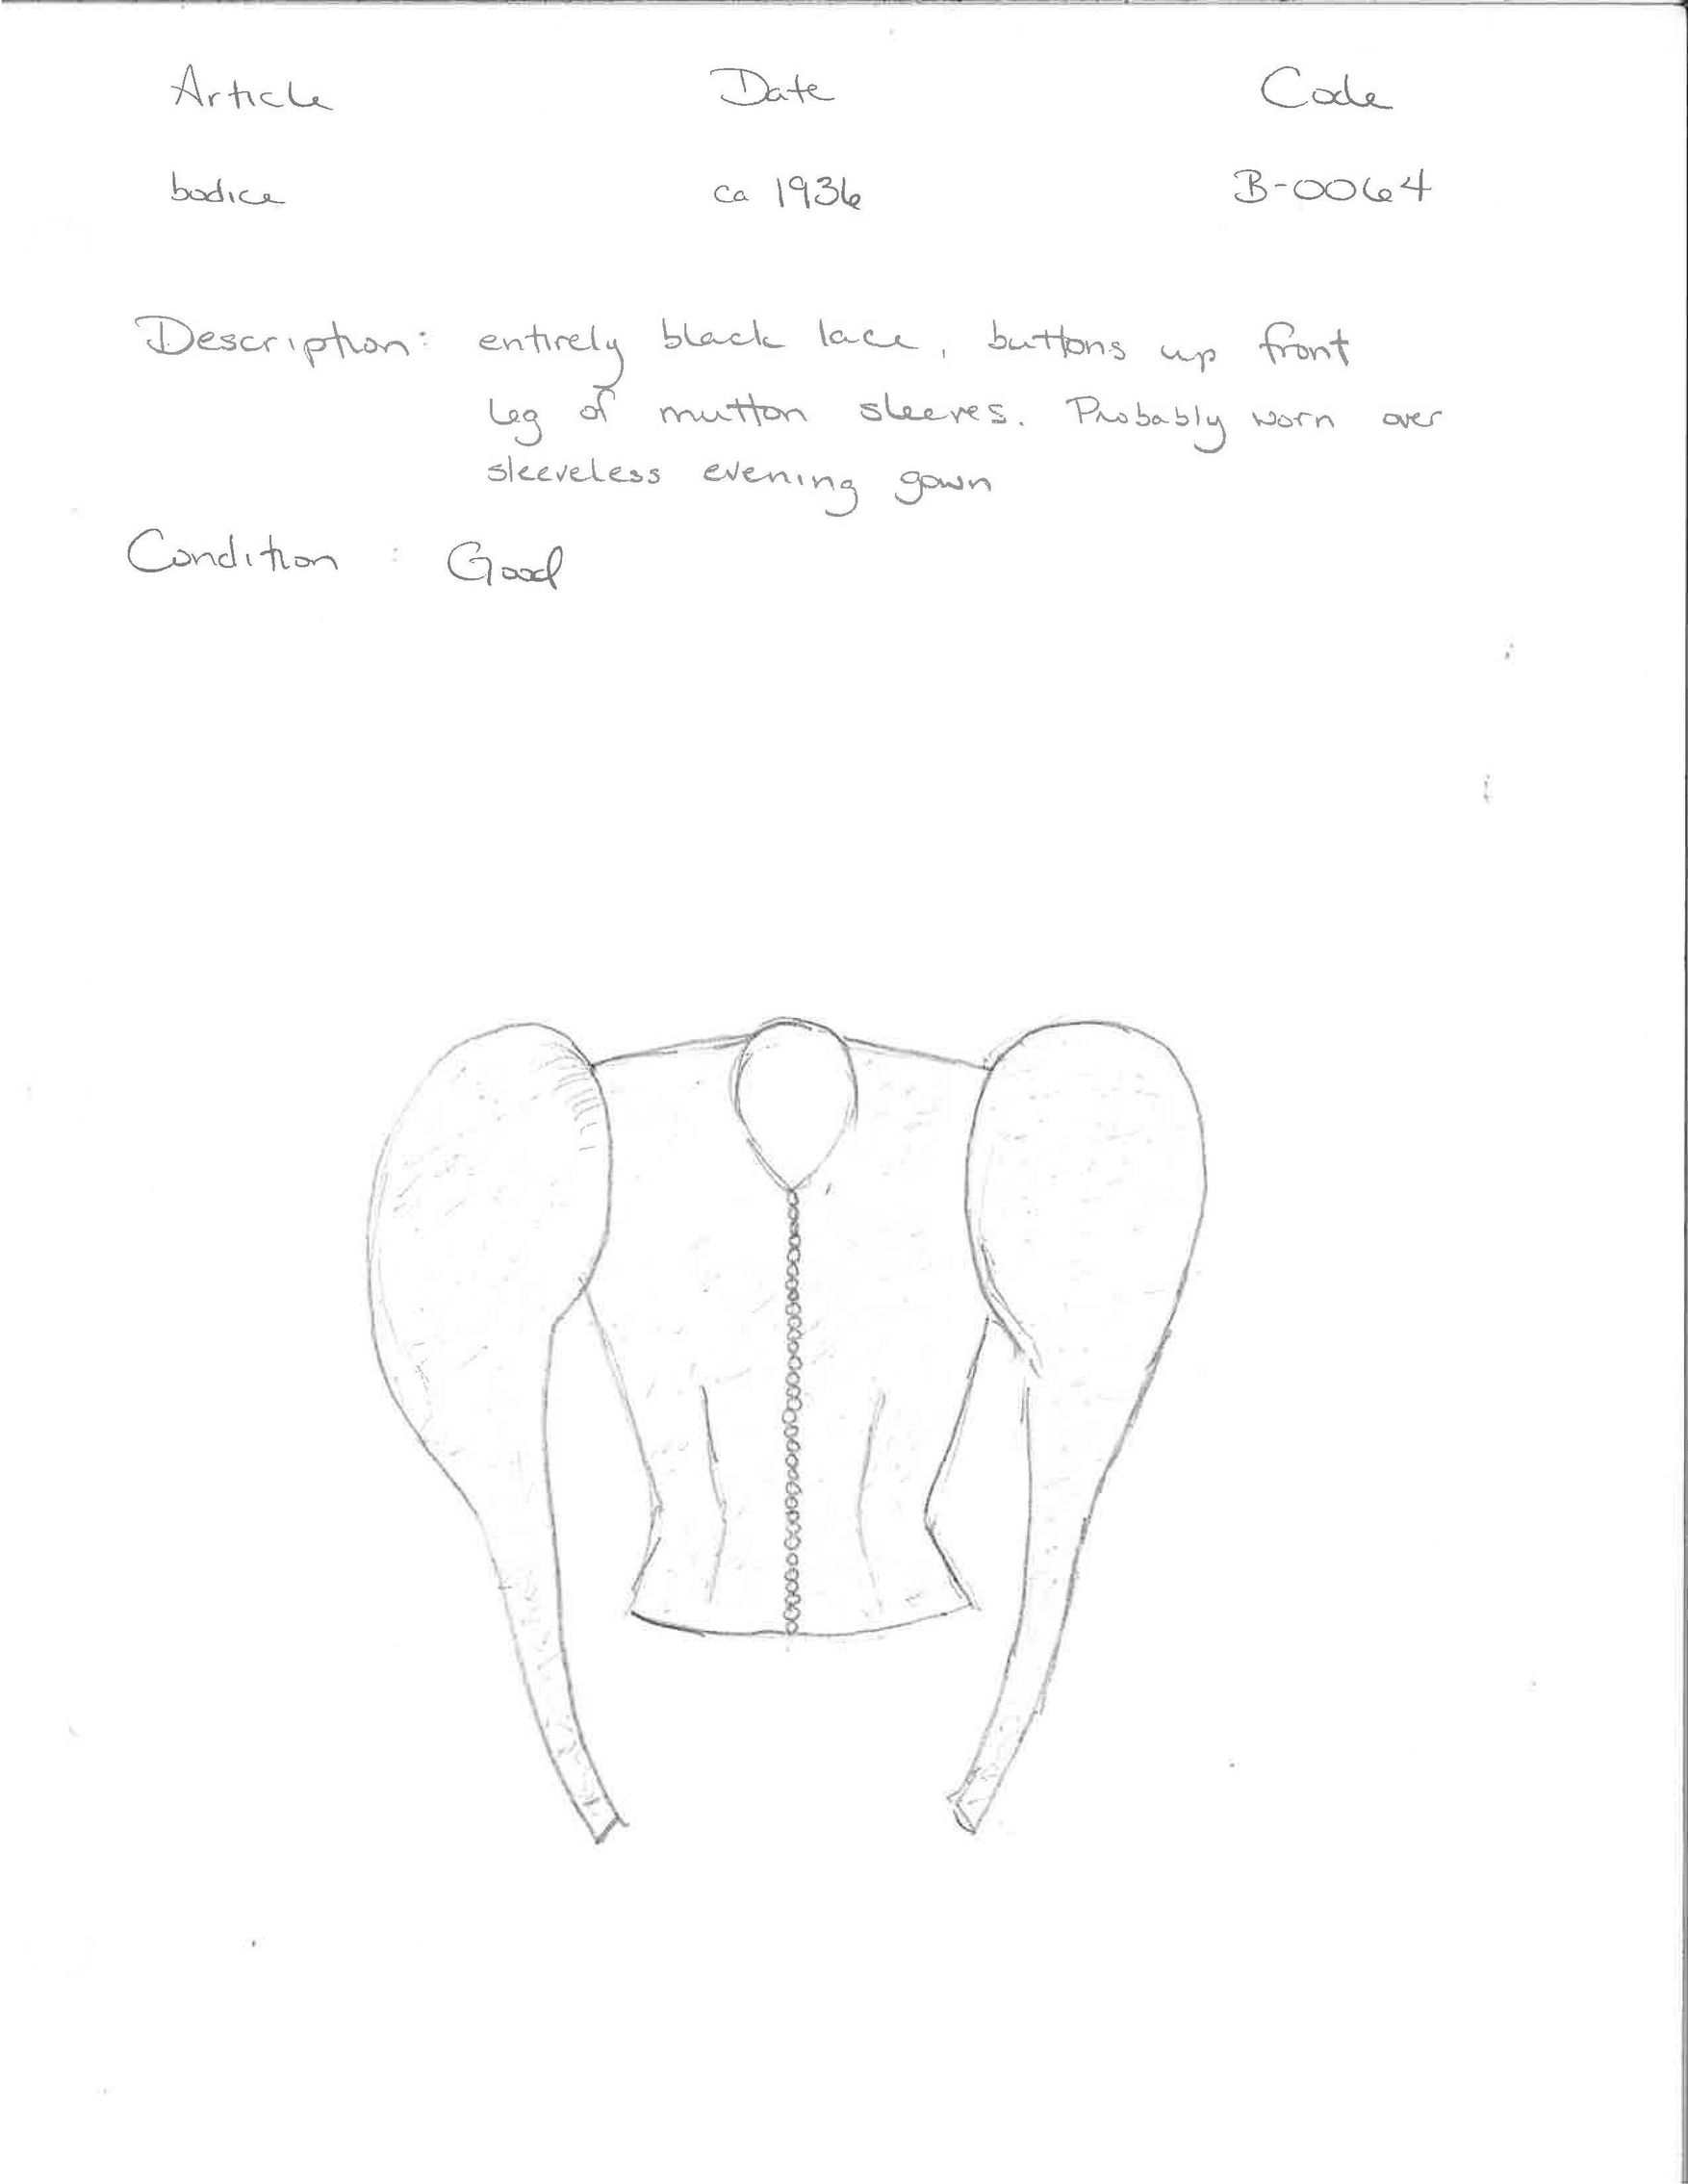 Article Date Code
bodice ca 1936 B-0064
Description: entirely black lace, buttons up front
leg of mutton sleeves. Probably worn over
sleeveless evening gown
Condition : Good